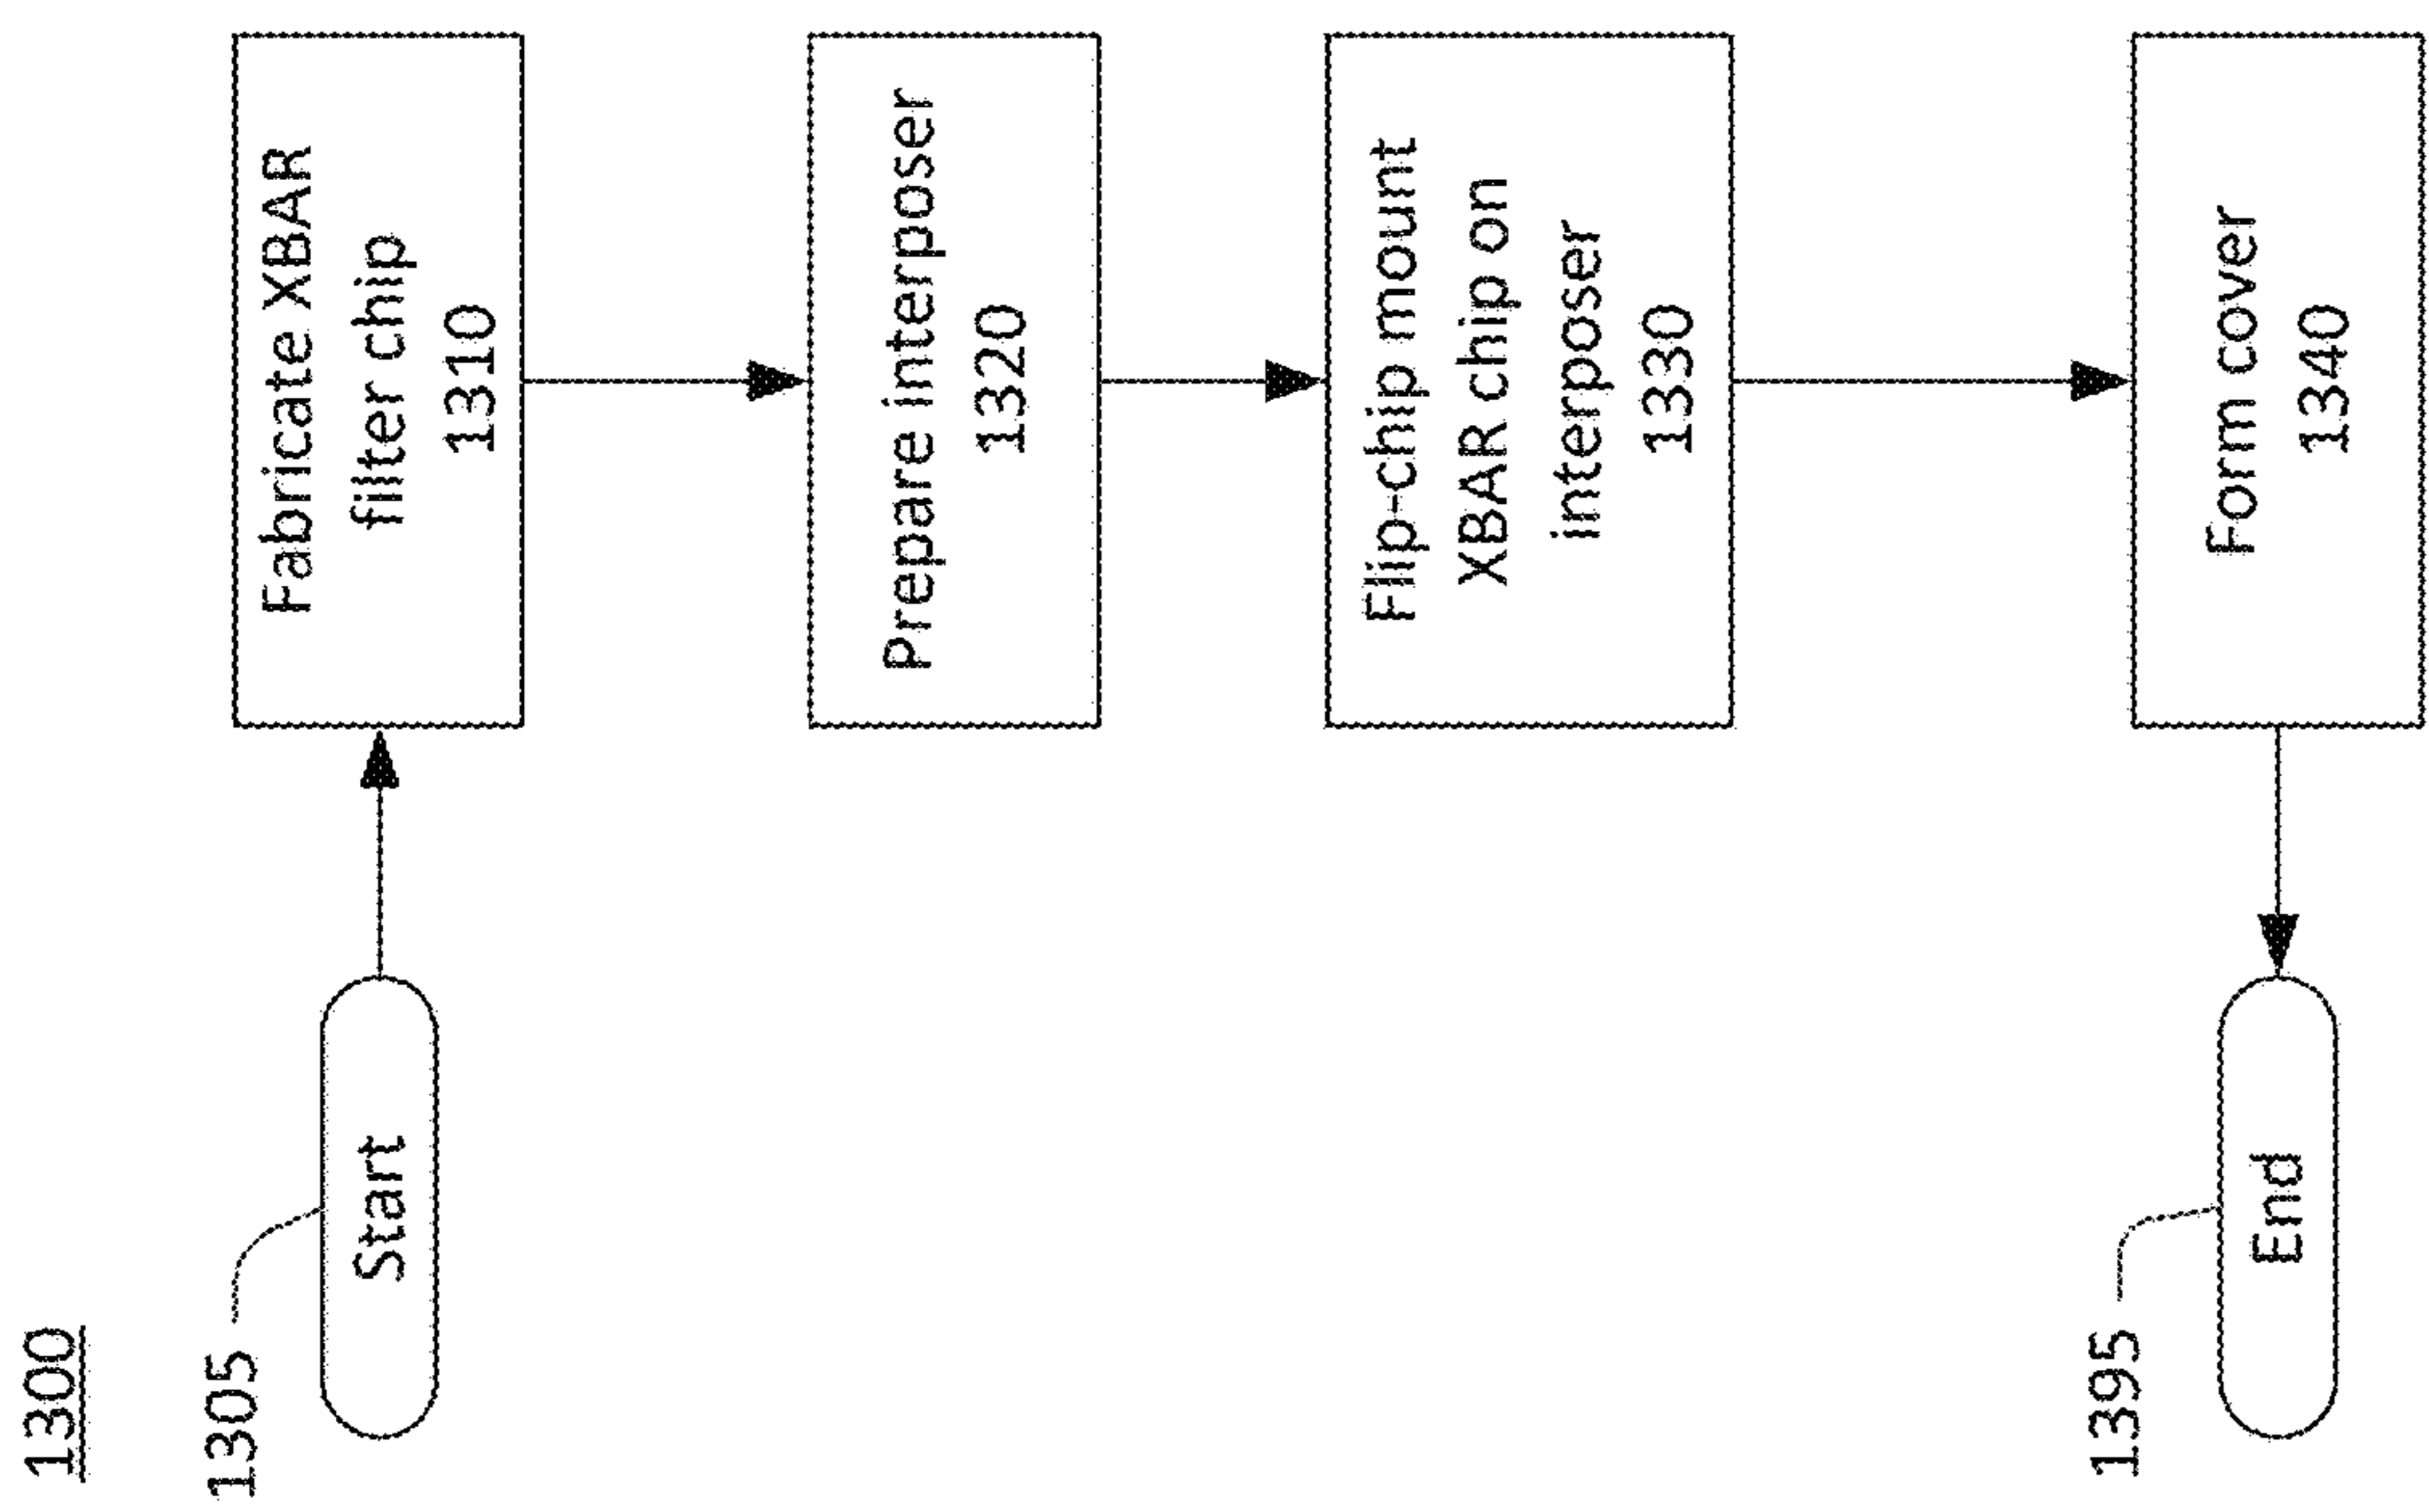 1300
1305
Start
Fabricate XBAR
filter chip
1310
Prepare interposer
1320
Flip-chip mount
XBAR chip on
interposer
1330
Form cover
1340
1395
End